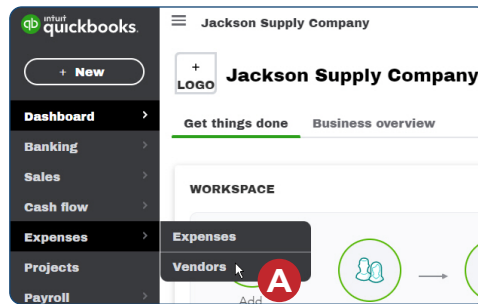 intuit
quickbooks.
+ New
Dashboard
Banking
Sales
Cash flow
Expenses
Projects
Payroll
Expenses
Vendors
A
Jackson Supply Company
+
LOGO
Jackson Supply Company
Get things done
Business overview
WORKSPACE
Add